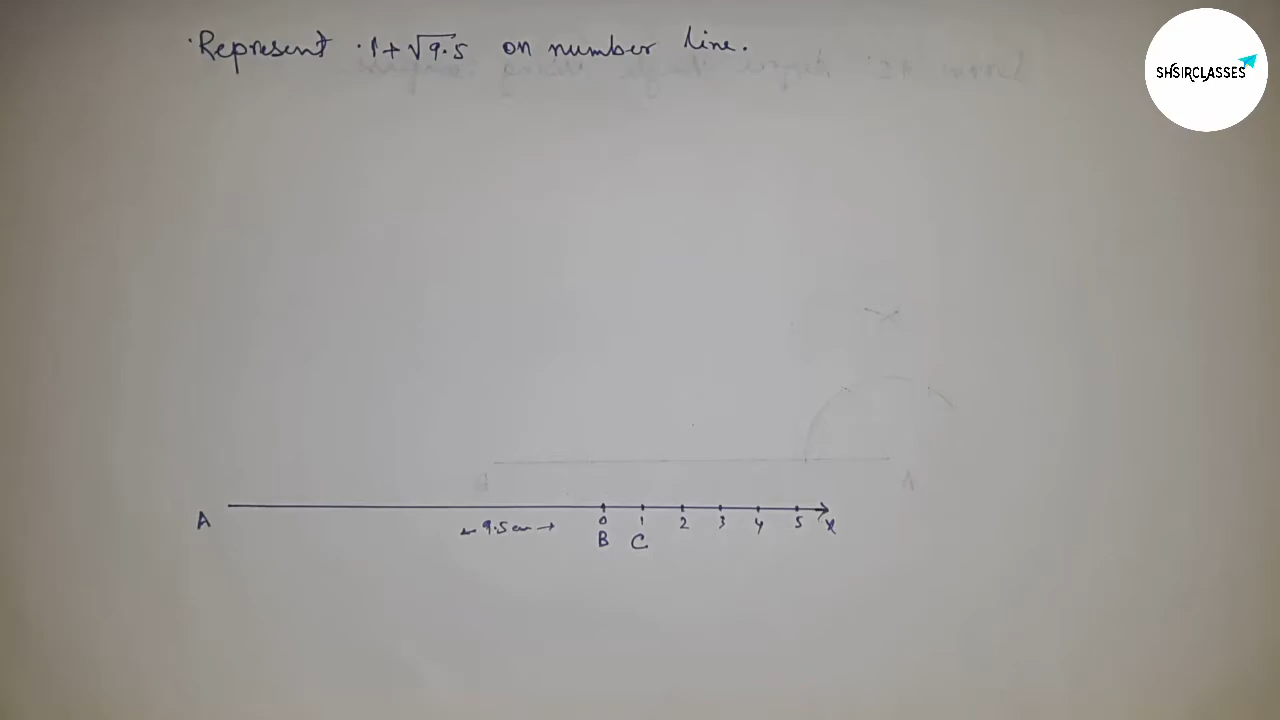 Represent 1+√9.5 on number line.
SHSIRCLASSES
A ← 9.5 cm → 0 1 2 3 4 5 X
B C